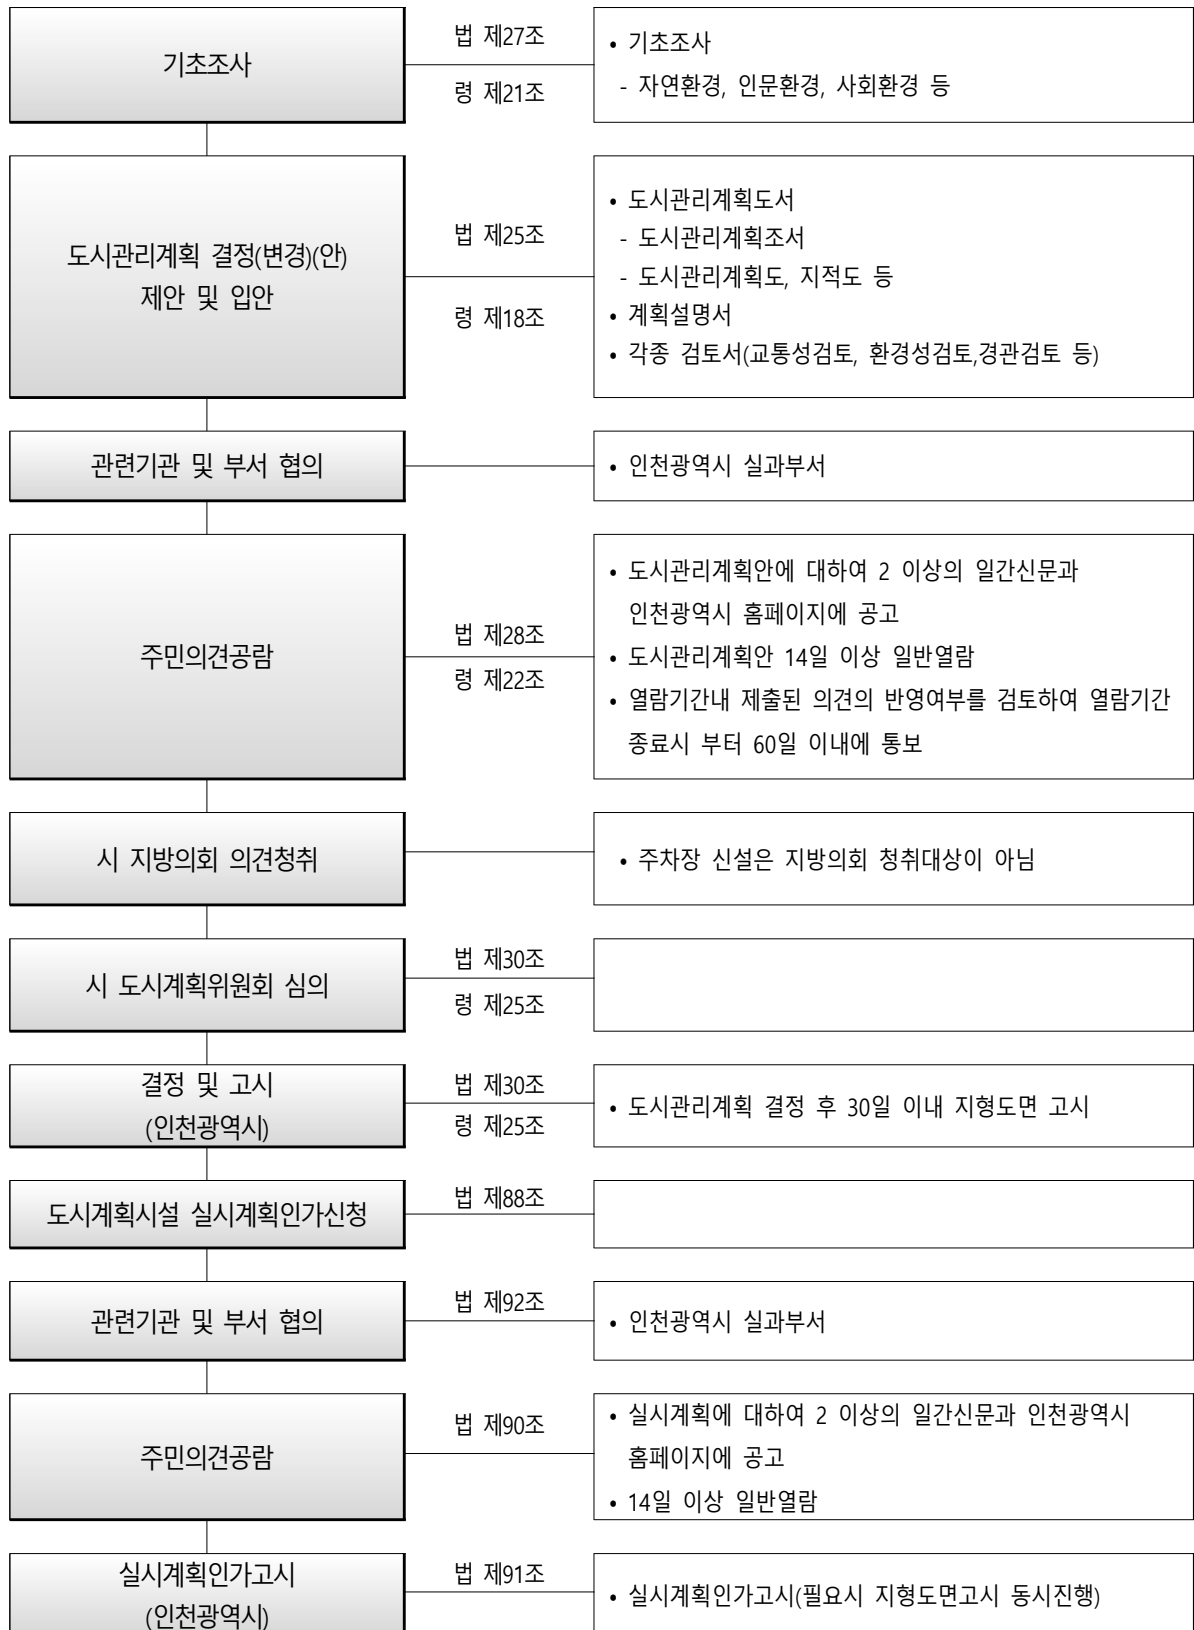 기초조사
법 제27조
령 제21조
• 기초조사
- 자연환경, 인문환경, 사회환경 등
도시관리계획 결정(변경)(안)
제안 및 입안
법 제25조
령 제18조
• 도시관리계획도서
- 도시관리계획조서
- 도시관리계획도, 지적도 등
• 계획설명서
• 각종 검토서(교통성검토, 환경성검토,경관검토 등)
관련기관 및 부서 협의
• 인천광역시 실과부서
주민의견공람
법 제28조
령 제22조
• 도시관리계획안에 대하여 2 이상의 일간신문과
인천광역시 홈페이지에 공고
• 도시관리계획안 14일 이상 일반열람
• 열람기간내 제출된 의견의 반영여부를 검토하여 열람기간
종료시 부터 60일 이내에 통보
시 지방의회 의견청취
• 주차장 신설은 지방의회 청취대상이 아님
시 도시계획위원회 심의
법 제30조
령 제25조
결정 및 고시
(인천광역시)
법 제30조
령 제25조
• 도시관리계획 결정 후 30일 이내 지형도면 고시
도시계획시설 실시계획인가신청
법 제88조
관련기관 및 부서 협의
법 제92조
• 인천광역시 실과부서
주민의견공람
법 제90조
• 실시계획에 대하여 2 이상의 일간신문과 인천광역시
홈페이지에 공고
• 14일 이상 일반열람
실시계획인가고시
(인천광역시)
법 제91조
• 실시계획인가고시(필요시 지형도면고시 동시진행)